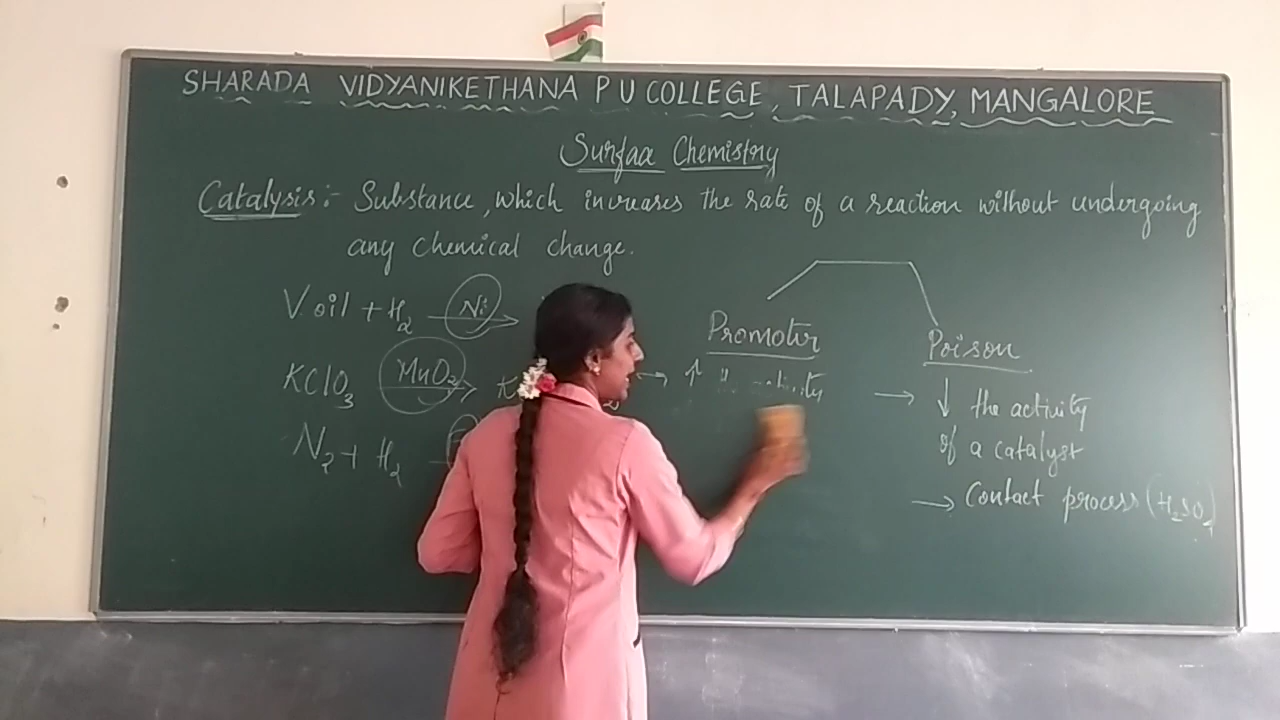 SHARADA VIDYANIKETHANA P U COLLEGE, TALAPADY, MANGALORE
Surface Chemistry
Catalysis :- Substance, which increases the rate of a reaction without undergoing
any chemical change.
V oil + H2 Ni →
KClO3 MnO2 → K
N2 + H2
Promoter
→ ↑
Poison
→ ↓ the activity
of a catalyst
→ Contact process (H2SO4)